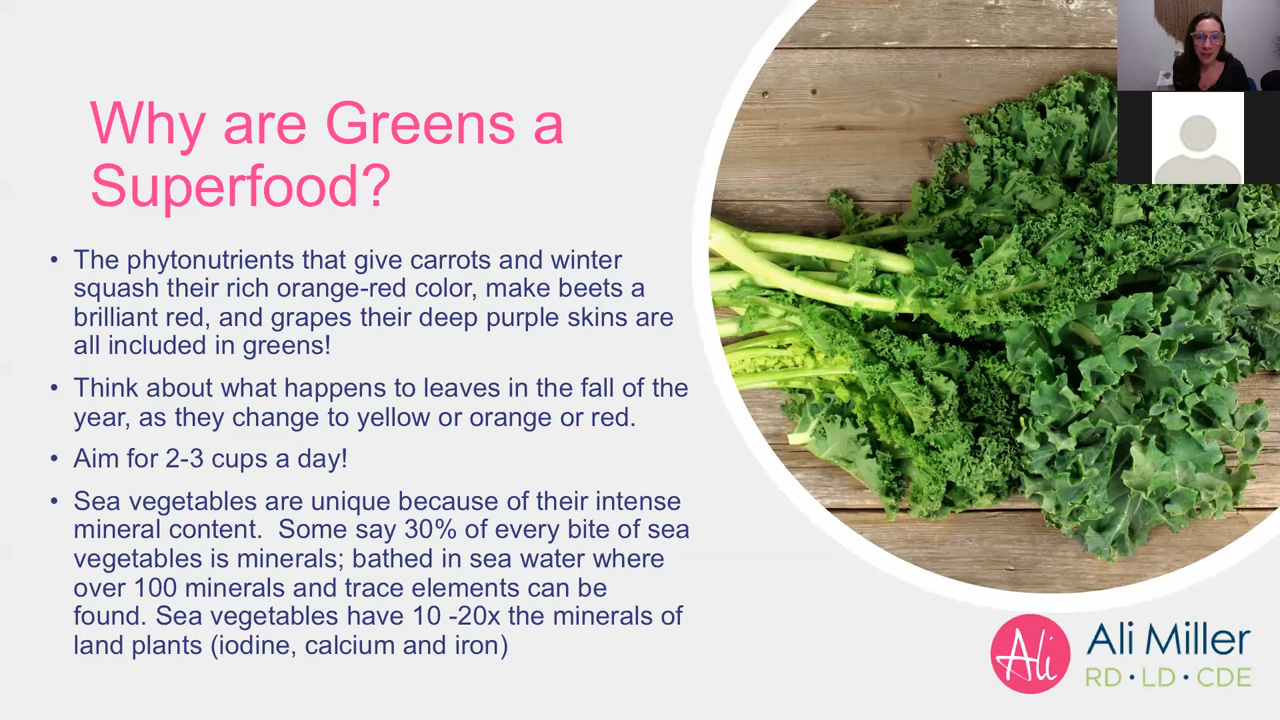 Why are Greens a
Superfood?
• The phytonutrients that give carrots and winter
squash their rich orange-red color, make beets a
brilliant red, and grapes their deep purple skins are
all included in greens!
• Think about what happens to leaves in the fall of the
year, as they change to yellow or orange or red.
• Aim for 2-3 cups a day!
• Sea vegetables are unique because of their intense
mineral content.  Some say 30% of every bite of sea
vegetables is minerals; bathed in sea water where
over 100 minerals and trace elements can be
found. Sea vegetables have 10 -20x the minerals of
land plants (iodine, calcium and iron)
Ali
Ali Miller
RD • LD • CDE